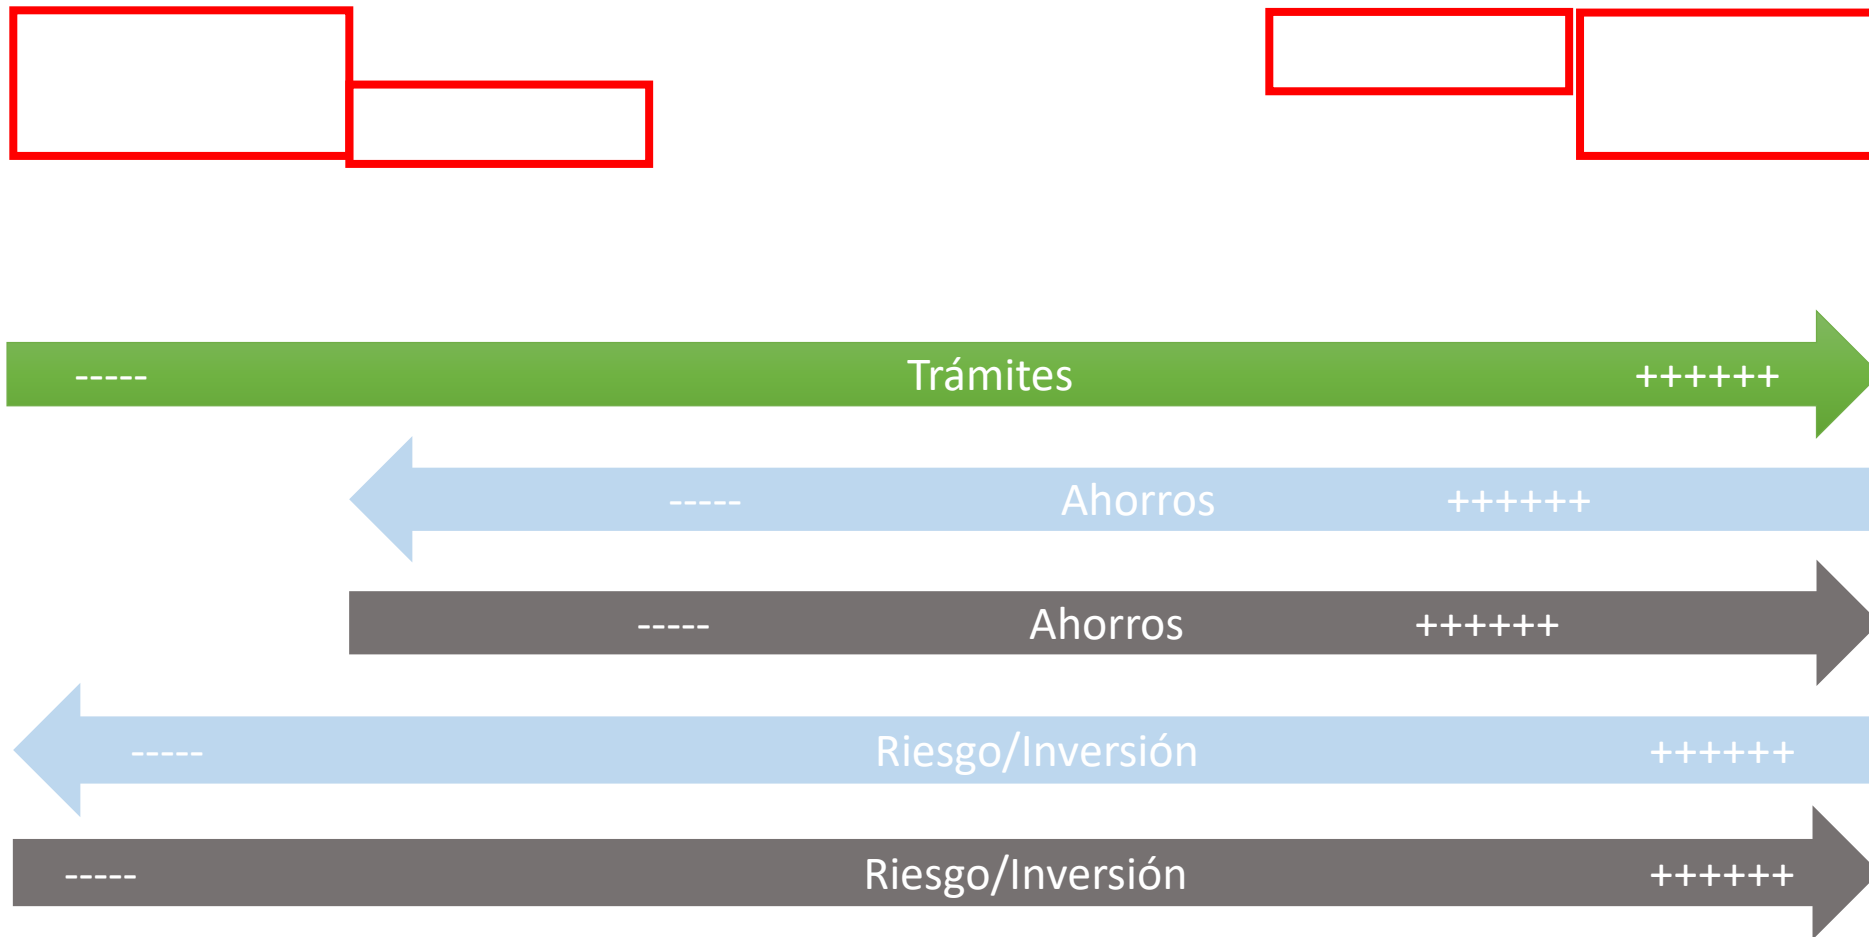 ----- Trámites ++++++
----- Ahorros ++++++
----- Ahorros ++++++
----- Riesgo/Inversión ++++++
----- Riesgo/Inversión ++++++